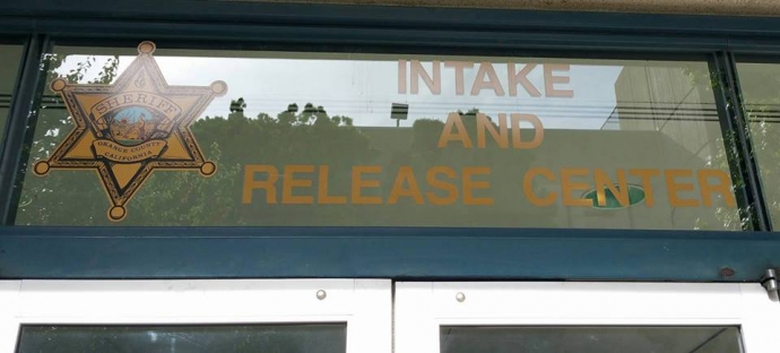 SHERIFF
ORANGE COUNTY
CALIFORNIA
INTAKE
AND
RELEASE CENTER